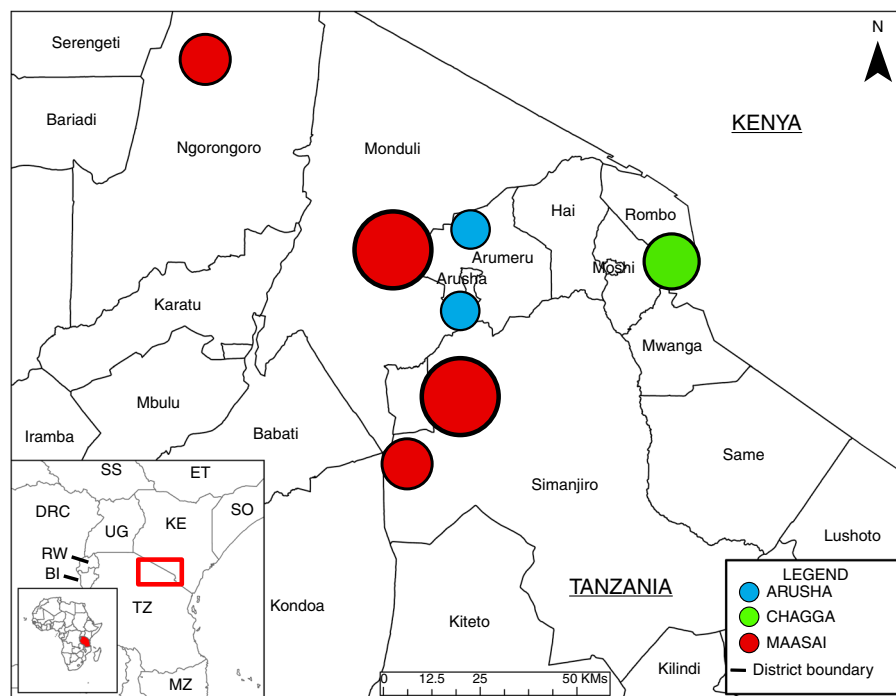 Serengeti
N
Bariadi
KENYA
Ngorongoro
Monduli
Hai
Rombo
Arumeru
Arusha
Moshi
Karatu
Mwanga
Mbulu
Iramba
Babati
Same
Simanjiro
SS
ET
DRC
UG
KE
SO
RW
BI
TZ
MZ
Lushoto
TANZANIA
Kondoa
Kiteto
Kilindi
LEGEND
ARUSHA
CHAGGA
MAASAI
District boundary
0 12.5 25 50 KMs